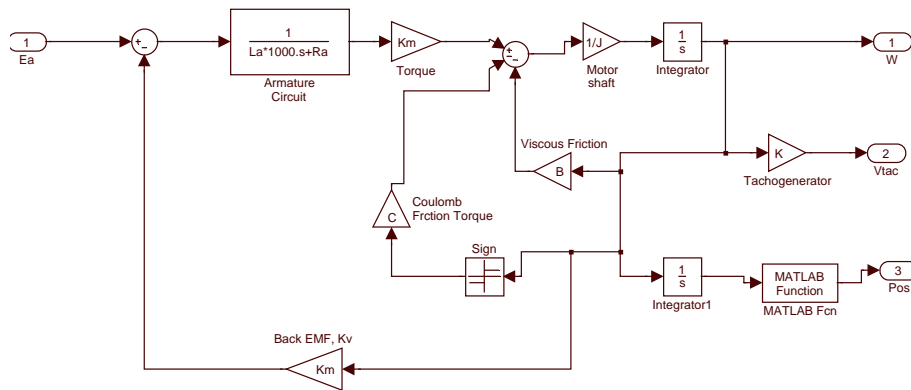 1
Ea
+
−
1
La*1000.s+Ra
Armature
Circuit
Km
Torque
+
−
−
1/J
Motor
shaft
1
s
Integrator
1
W
Viscous Friction
B
K
Tachogenerator
2
Vtac
C
Coulomb
Frction Torque
Sign
1
s
Integrator1
MATLAB
Function
MATLAB Fcn
3
Pos
Back EMF, Kv
Km